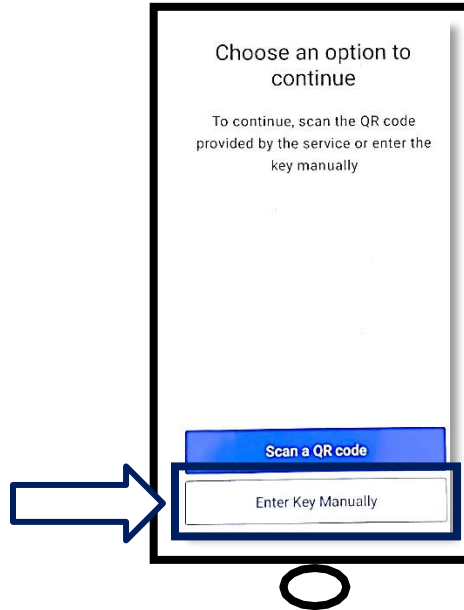 Choose an option to
continue
To continue, scan the QR code
provided by the service or enter the
key manually
Scan a QR code
Enter Key Manually